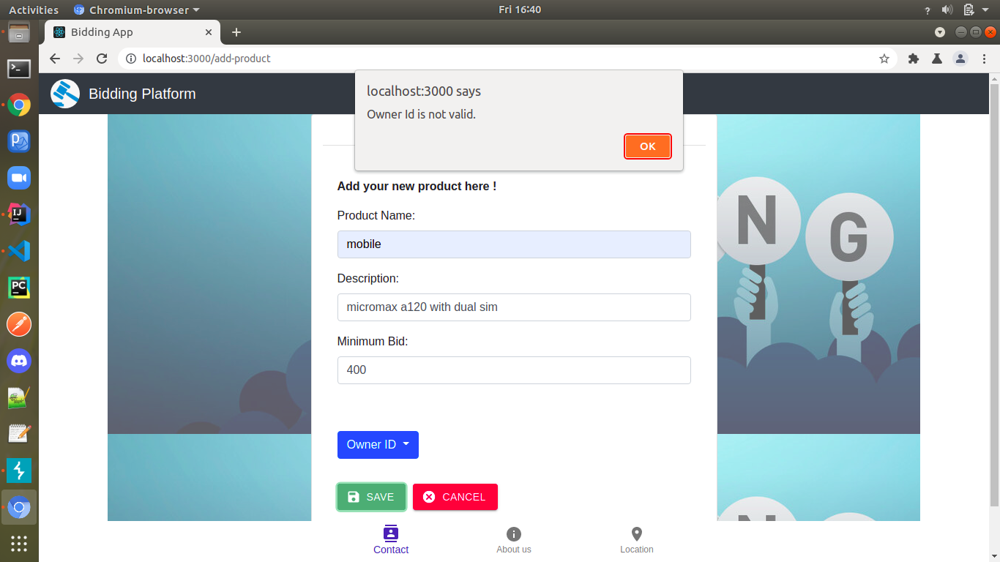 Activities Chromium-browser Fri 16:40 ?
Bidding App
localhost:3000/add-product
Bidding Platform
localhost:3000 says
Owner Id is not valid.
OK
Add your new product here !
Product Name:
mobile
Description:
micromax a120 with dual sim
Minimum Bid:
400
Owner ID
SAVE CANCEL
Contact About us Location
N G
IJ
PC
p
N